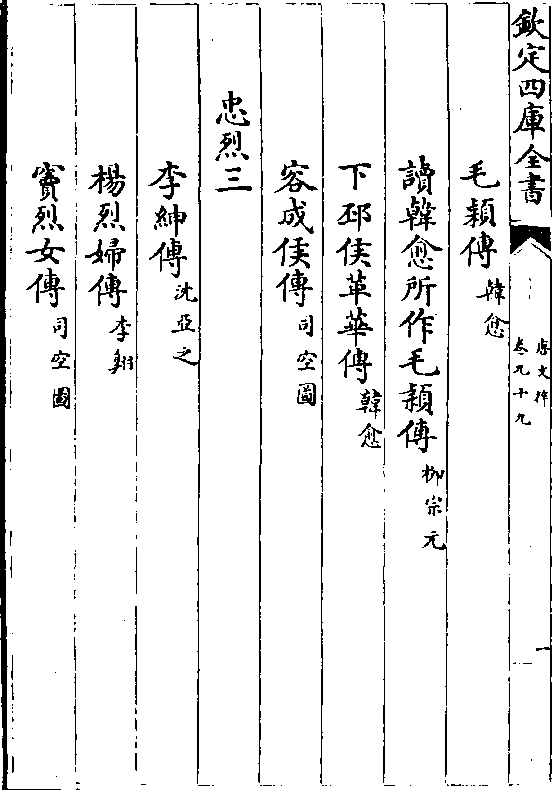 欽定四庫全書
唐文粹
卷九十九
一
毛穎傳 韓愈
讀韓愈所作毛穎傳 柳宗元
下邳侯革華傳 韓愈
容成侯傳 司空圖
忠烈三
李紳傳 沈亞之
楊烈婦傳 李翱
竇烈女傳 司空圖